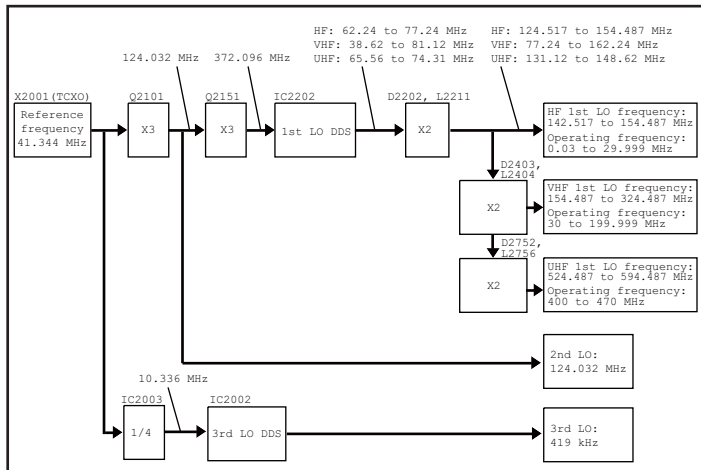 HF: 62.24 to 77.24 MHz
VHF: 38.62 to 81.12 MHz
UHF: 65.56 to 74.31 MHz
HF: 124.517 to 154.487 MHz
VHF: 77.24 to 162.24 MHz
UHF: 131.12 to 148.62 MHz
124.032 MHz
372.096 MHz
X2001(TCXO)
Reference
frequency
41.344 MHz
Q2101
X3
Q2151
X3
IC2202
1st LO DDS
D2202, L2211
X2
HF 1st LO frequency:
142.517 to 154.487 MHz
Operating frequency:
0.03 to 29.999 MHz
D2403,
L2404
X2
VHF 1st LO frequency:
154.487 to 324.487 MHz
Operating frequency:
30 to 199.999 MHz
D2752,
L2756
X2
UHF 1st LO frequency:
524.487 to 594.487 MHz
Operating frequency:
400 to 470 MHz
2nd LO:
124.032 MHz
10.336 MHz
IC2003
1/4
IC2002
3rd LO DDS
3rd LO:
419 kHz